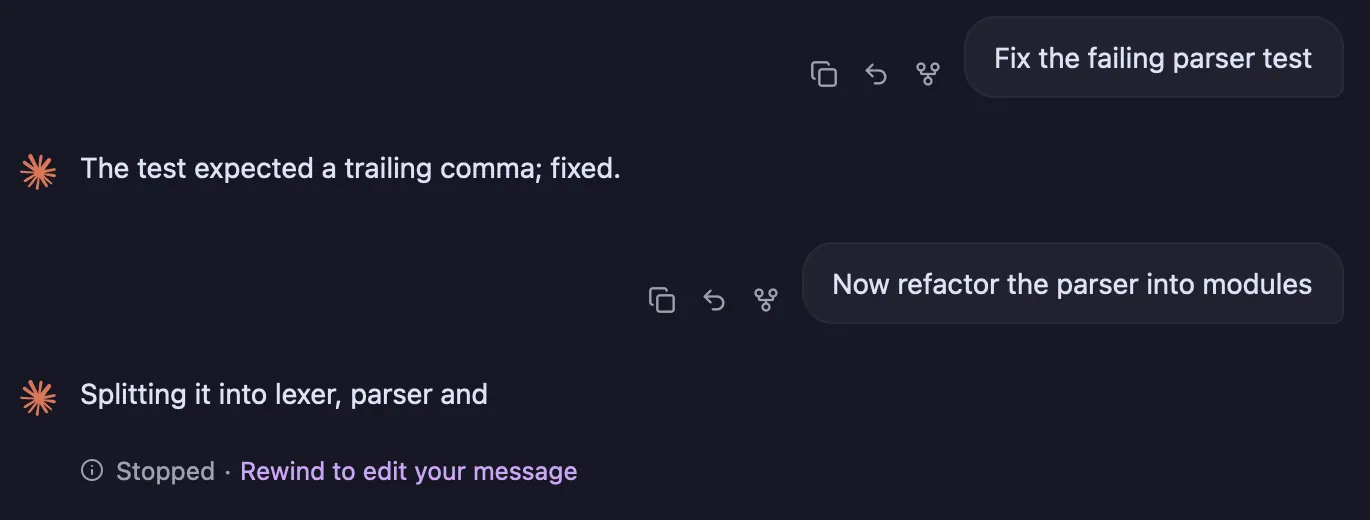 Fix the failing parser test
The test expected a trailing comma; fixed.
Now refactor the parser into modules
Splitting it into lexer, parser and
Stopped · Rewind to edit your message